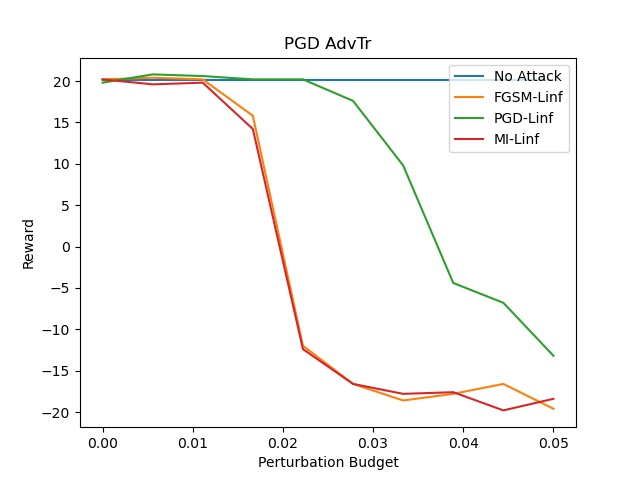 PGD AdvTr
No Attack
FGSM-Linf
PGD-Linf
MI-Linf
Reward
20
15
10
5
0
−5
−10
−15
−20
0.00 0.01 0.02 0.03 0.04 0.05
Perturbation Budget